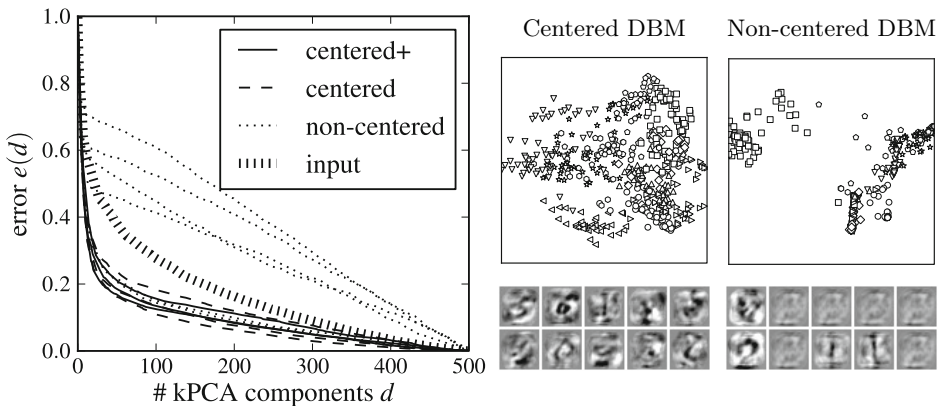 1.0
0.8
0.6
0.4
0.2
0.0
error e(d)
0 100 200 300 400 500
# kPCA components d
centered+
centered
non-centered
input
Centered DBM
Non-centered DBM